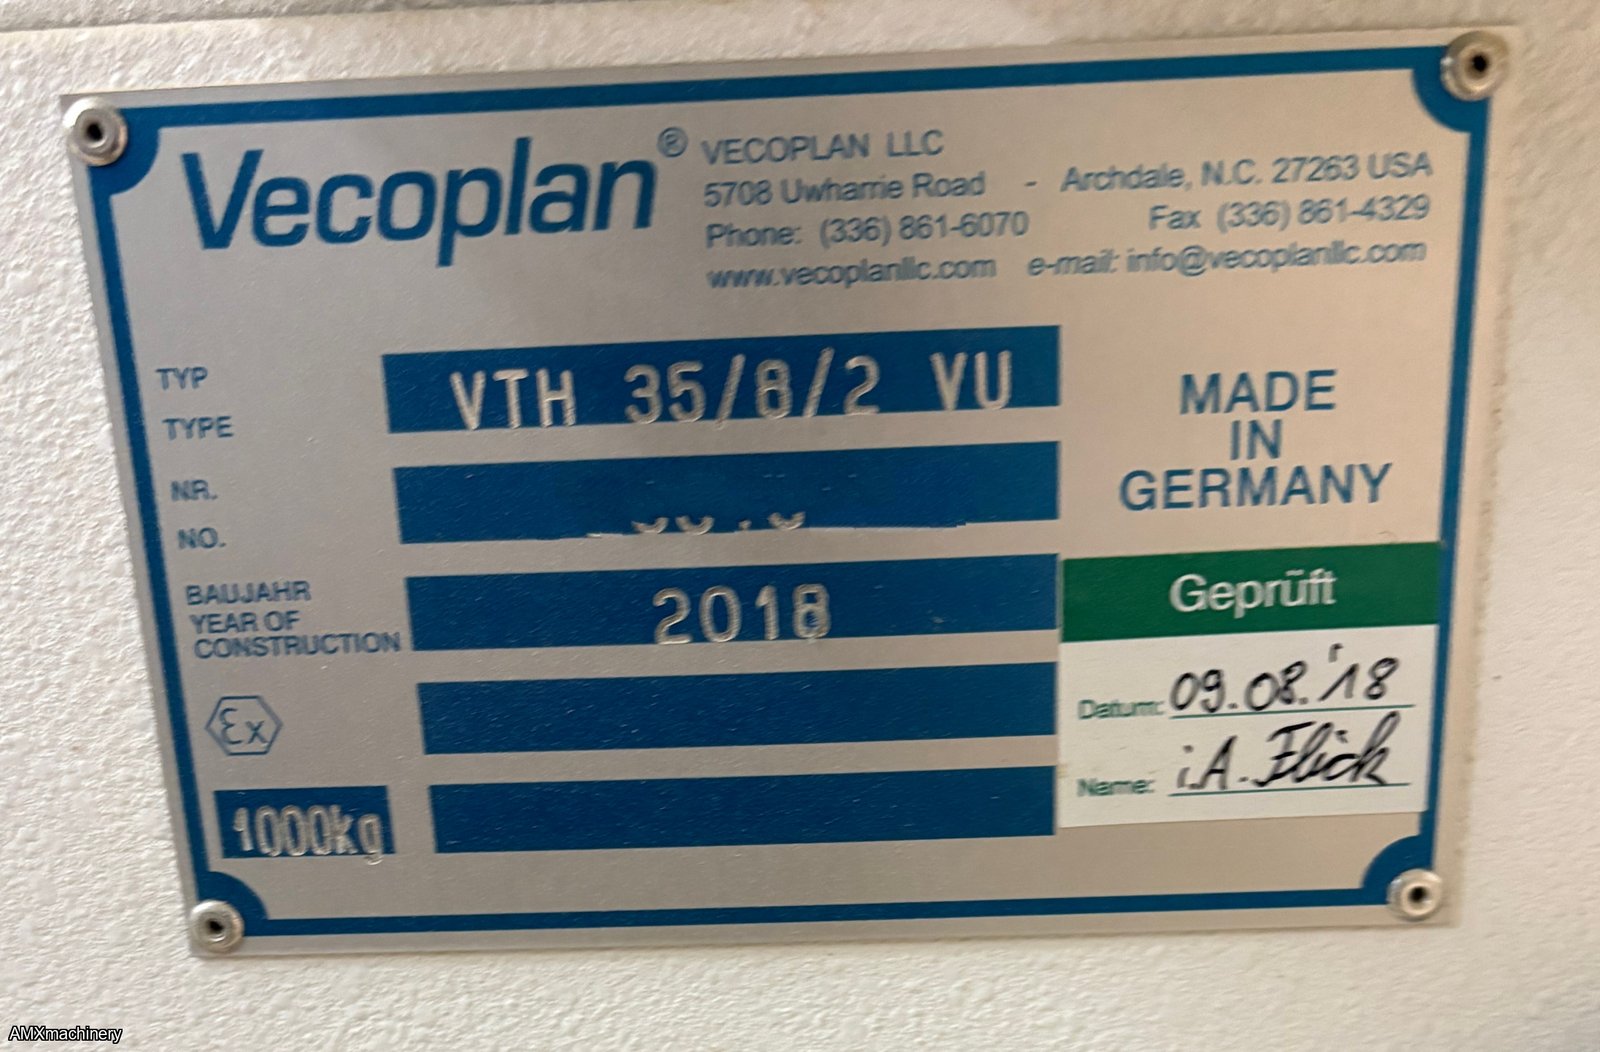 Vecoplan®
VECOPLAN LLC
5708 Uwharrie Road - Archdale, N.C. 27263 USA
Phone: (336) 861-6070 Fax (336) 861-4329
www.vecoplanllc.com e-mail: info@vecoplanllc.com
TYP
TYPE
VTH 35/8/2 VU
NR.
NO.
BAUJAHR
YEAR OF
CONSTRUCTION
2018
Ex
1000kg
MADE
IN
GERMANY
Geprüft
Datum: 09.08.'18
Name: i.A. Flick
AMXmachinery